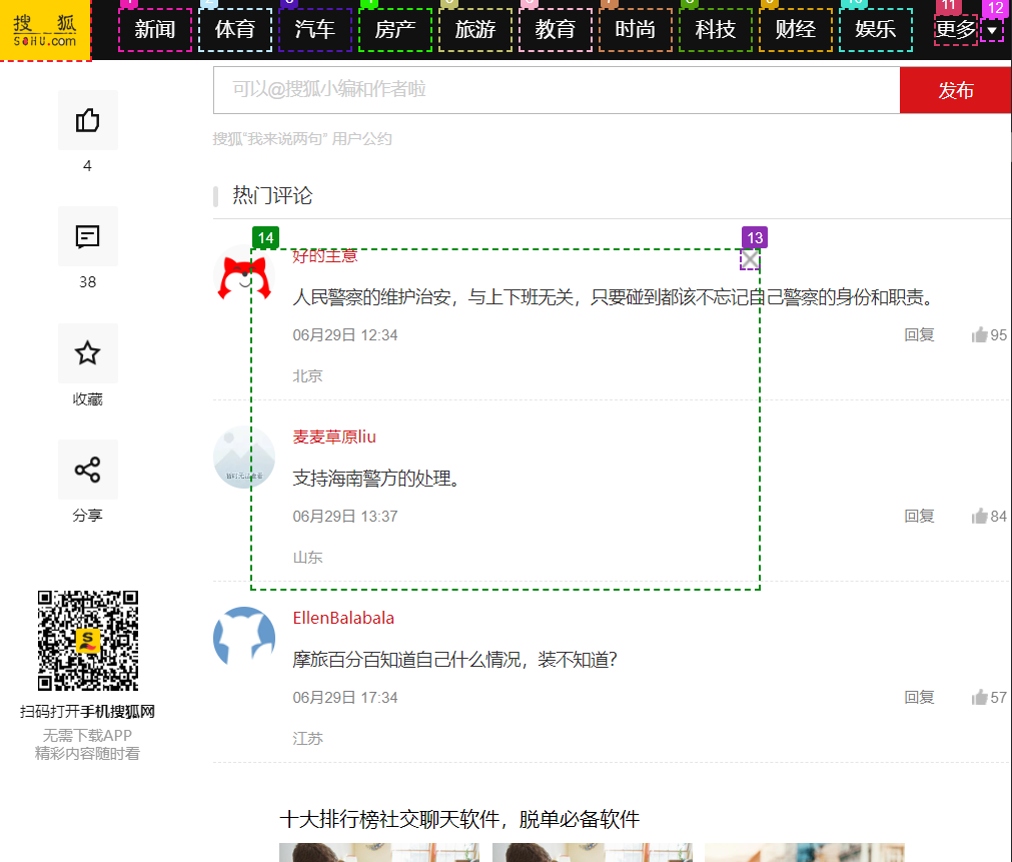 搜狐
SOHU.com
1
新闻
体育
汽车
房产
旅游
教育
时尚
科技
财经
娱乐
11
更多
12
可以@搜狐小编和作者啦
发布
搜狐“我来说两句” 用户公约
4
38
收藏
分享
热门评论
14
13
好的主意
人民警察的维护治安，与上下班无关，只要碰到都该不忘记自己警察的身份和职责。
06月29日 12:34
回复
95
北京
麦麦草原liu
支持海南警方的处理。
06月29日 13:37
回复
84
山东
EllenBalabala
摩旅百分百知道自己什么情况，装不知道？
06月29日 17:34
回复
57
江苏
扫码打开手机搜狐网
无需下载APP
精彩内容随时看
十大排行榜社交聊天软件，脱单必备软件